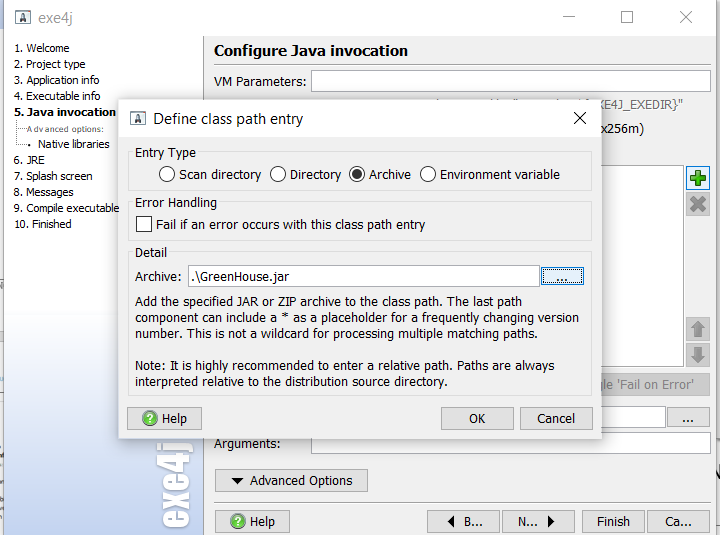 exe4j
1. Welcome
2. Project type
3. Application info
4. Executable info
5. Java invocation
Advanced options:
• Native libraries
6. JRE
7. Splash screen
8. Messages
9. Compile executable
10. Finished
exe4j
Configure Java invocation
VM Parameters:
EXE4J_EXEDIR}"
x256m)
Define class path entry
Entry Type
Scan directory Directory Archive Environment variable
Error Handling
Fail if an error occurs with this class path entry
Detail
Archive: .\GreenHouse.jar ...
Add the specified JAR or ZIP archive to the class path. The last path
component can include a * as a placeholder for a frequently changing version
number. This is not a wildcard for processing multiple matching paths.
Note: It is highly recommended to enter a relative path. Paths are always
interpreted relative to the distribution source directory.
Help OK Cancel
'Fail on Error'
...
Arguments:
Advanced Options
Help B... N... Finish Ca...